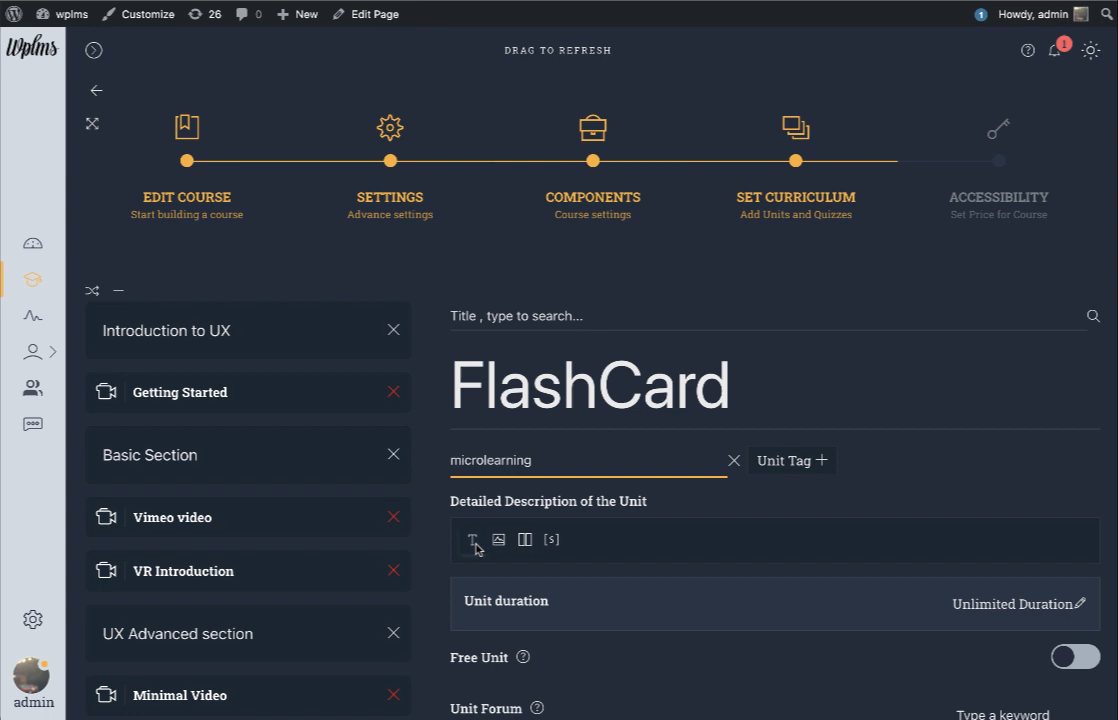 wplms
Customize
26
0
New
Edit Page
1
Howdy, admin
Wplms
DRAG TO REFRESH
1
EDIT COURSE
Start building a course
SETTINGS
Advance settings
COMPONENTS
Course settings
SET CURRICULUM
Add Units and Quizzes
ACCESSIBILITY
Set Price for Course
Introduction to UX
Getting Started
Basic Section
Vimeo video
VR Introduction
UX Advanced section
Minimal Video
Title , type to search...
FlashCard
microlearning
Unit Tag +
Detailed Description of the Unit
T
[s]
Unit duration
Unlimited Duration
Free Unit
Unit Forum
Type a keyword
admin